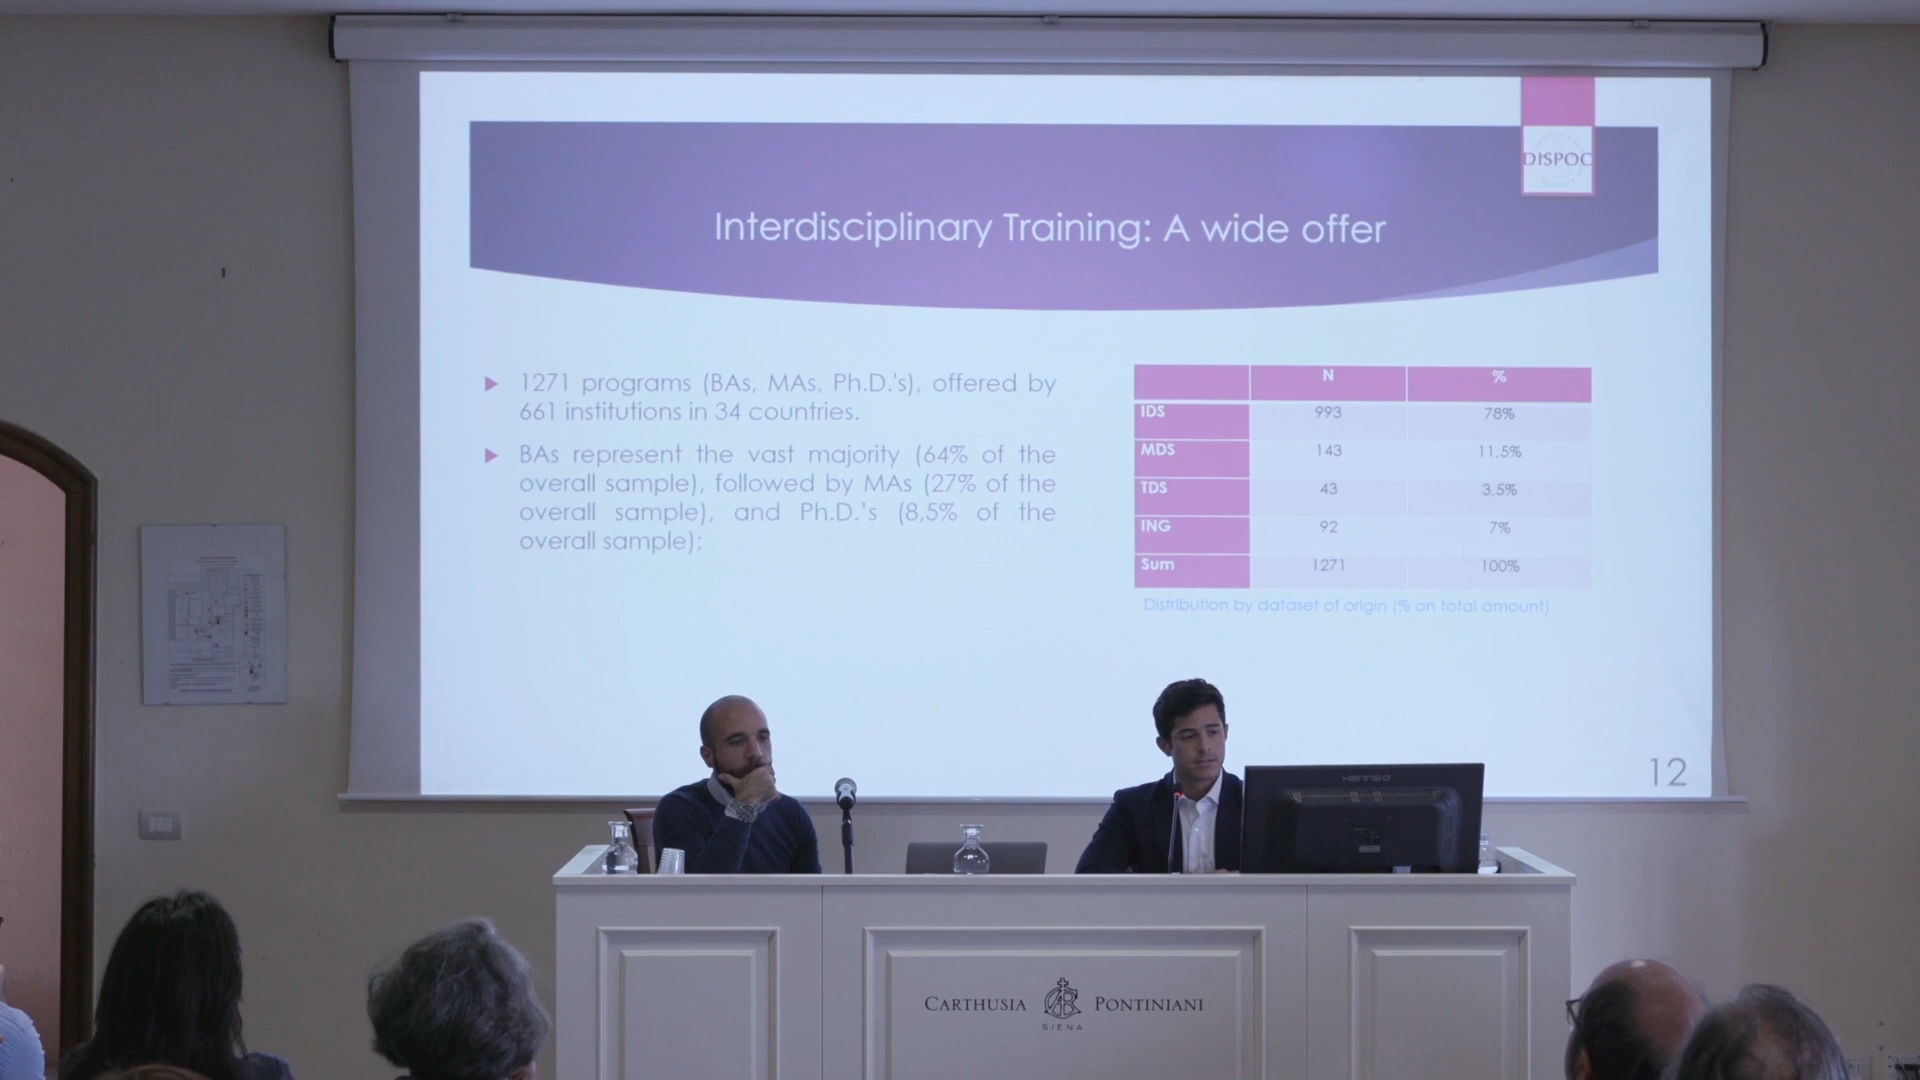 DISPOC
Interdisciplinary Training: A wide offer
1271 programs (BAs, MAs, Ph.D.'s), offered by
661 institutions in 34 countries.
BAs represent the vast majority (64% of the
overall sample), followed by MAs (27% of the
overall sample), and Ph.D.'s (8,5% of the
overall sample);
N %
IDS 993 78%
MDS 143 11,5%
TDS 43 3,5%
ING 92 7%
Sum 1271 100%
Distribution by dataset of origin (% on total amount)
12
CARTHUSIA PONTINIANI
SIENA